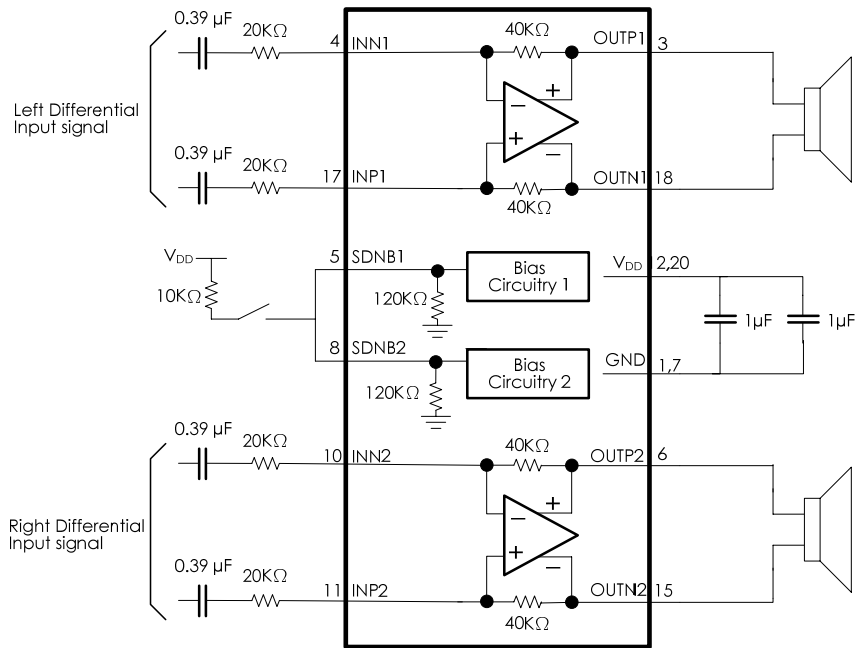 0.39 µF
20KΩ
4 INN1
40KΩ
OUTP1 3
+
−
Left Differential
Input signal
+
−
0.39 µF
20KΩ
17 INP1
40KΩ
OUTN1 18
VDD
10KΩ
5 SDNB1
120KΩ
Bias
Circuitry 1
VDD 2,20
1µF
1µF
8 SDNB2
120KΩ
Bias
Circuitry 2
GND 1,7
0.39 µF
20KΩ
10 INN2
40KΩ
OUTP2 6
+
−
Right Differential
Input signal
+
−
0.39 µF
20KΩ
11 INP2
40KΩ
OUTN2 15